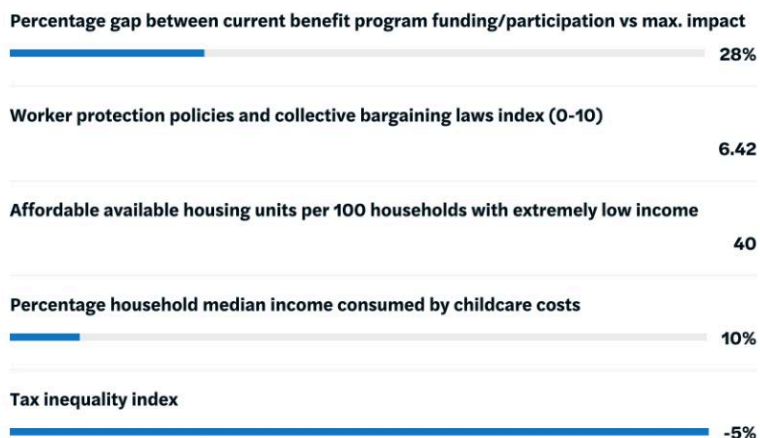 Percentage gap between current benefit program funding/participation vs max. impact
28%
Worker protection policies and collective bargaining laws index (0-10)
6.42
Affordable available housing units per 100 households with extremely low income
40
Percentage household median income consumed by childcare costs
10%
Tax inequality index
-5%